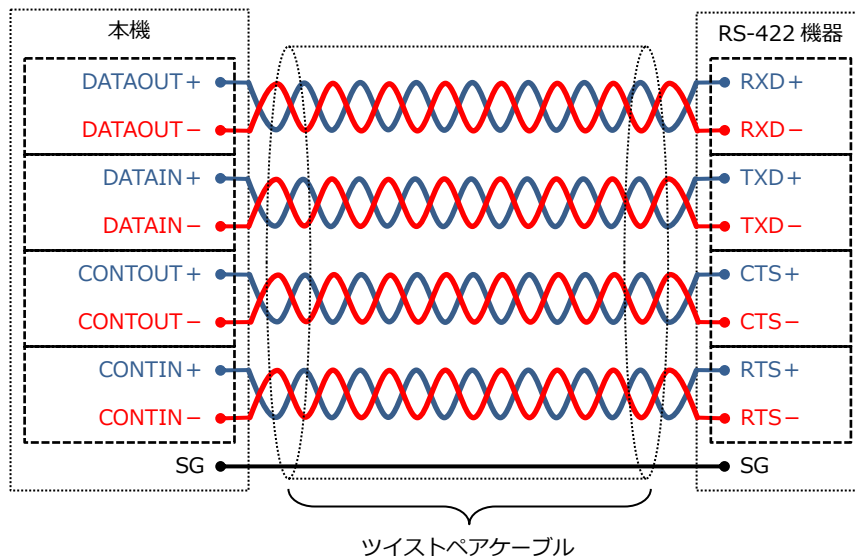 本機
RS-422 機器
DATAOUT+
RXD+
DATAOUT−
RXD−
DATAIN+
TXD+
DATAIN−
TXD−
CONTOUT+
CTS+
CONTOUT−
CTS−
CONTIN+
RTS+
CONTIN−
RTS−
SG
SG
ツイストペアケーブル